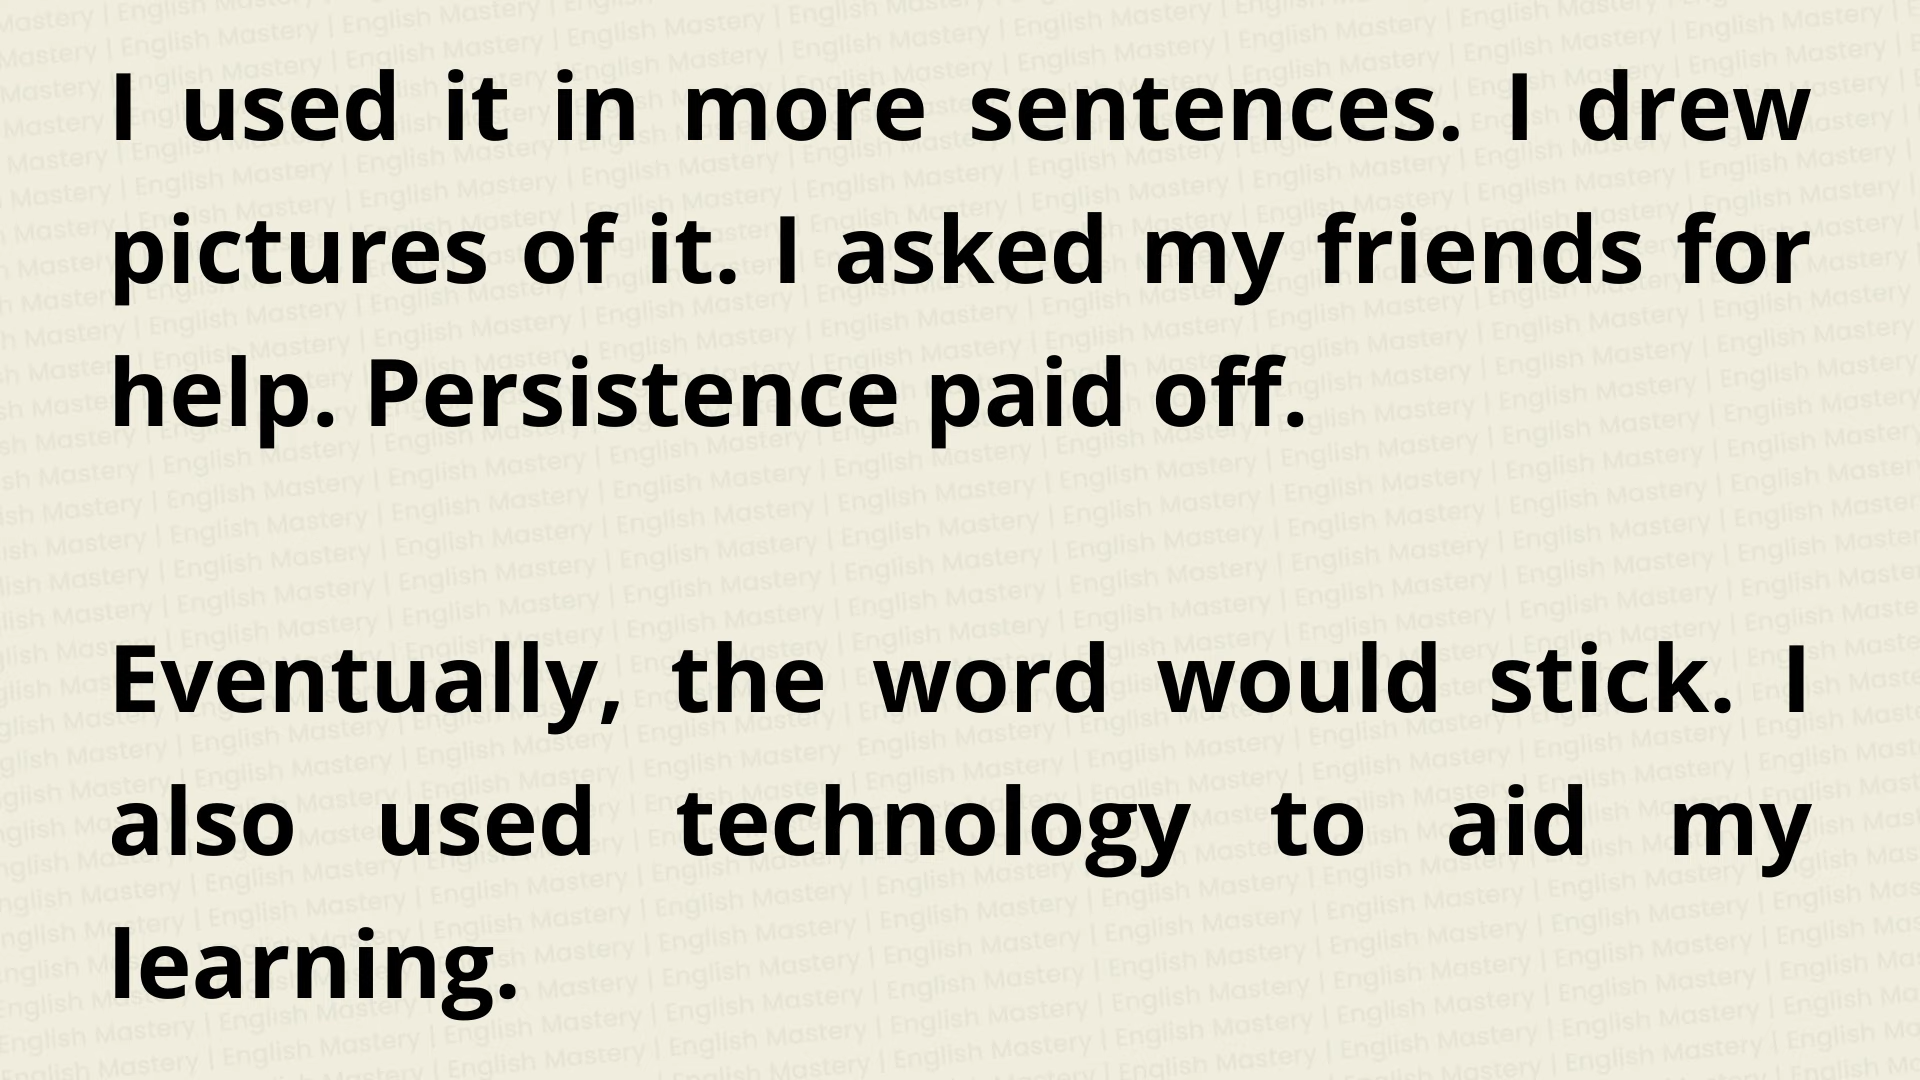 I used it in more sentences. I drew
pictures of it. I asked my friends for
help. Persistence paid off.
Eventually, the word would stick. I
also used technology to aid my
learning.